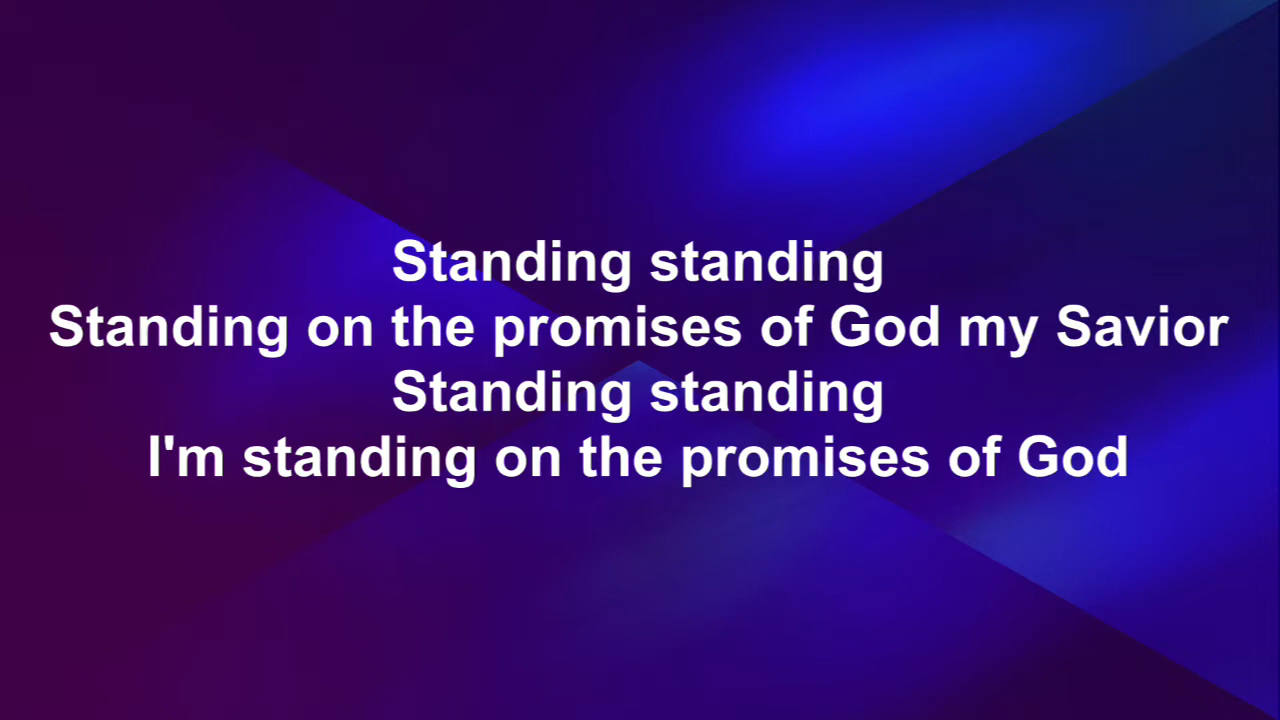 Standing standing
Standing on the promises of God my Savior
Standing standing
I'm standing on the promises of God